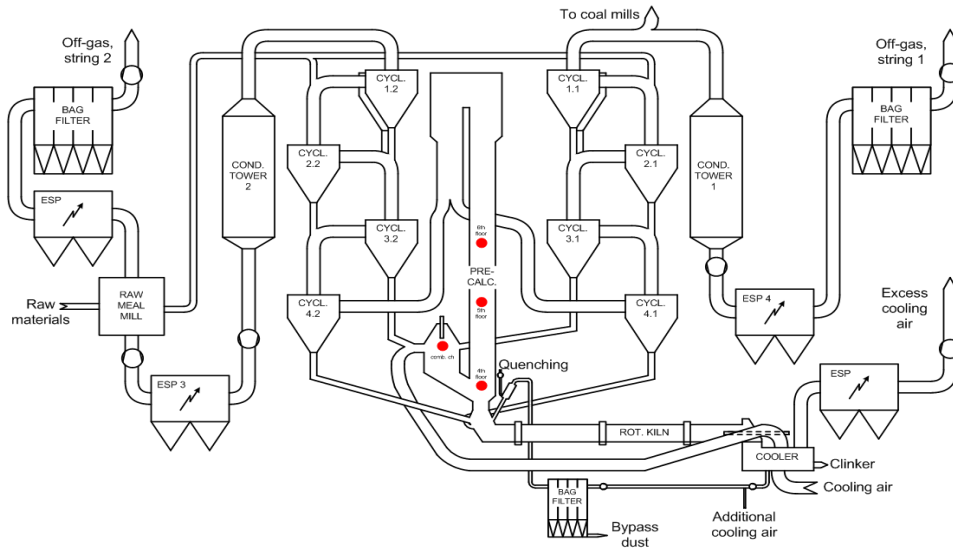 To coal mills
Off-gas,
string 2
Off-gas,
string 1
BAG
FILTER
BAG
FILTER
CYCL.
1.2
CYCL.
1.1
CYCL.
2.2
CYCL.
2.1
COND.
TOWER
2
COND.
TOWER
1
ESP
CYCL.
3.2
CYCL.
3.1
6th
floor
PRE-
CALC.
RAW
MEAL
MILL
Raw
materials
CYCL.
4.2
CYCL.
4.1
5th
floor
ESP 4
Excess
cooling
air
comb. ch
Quenching
4th
floor
ESP 3
ESP
ROT. KILN
COOLER
Clinker
Cooling air
BAG
FILTER
Additional
cooling air
Bypass
dust